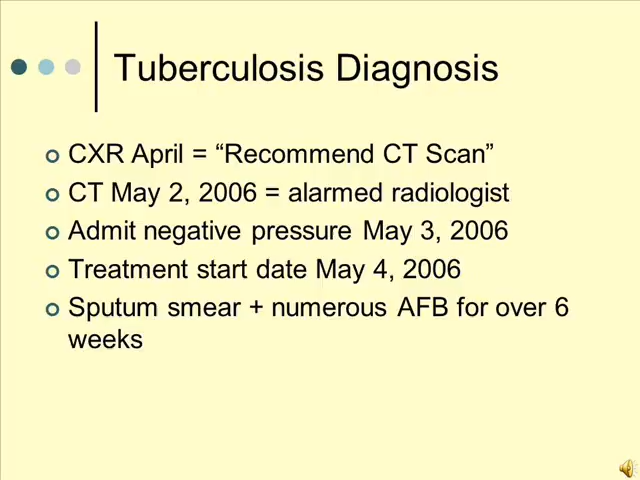 Tuberculosis Diagnosis
CXR April = “Recommend CT Scan”
CT May 2, 2006 = alarmed radiologist
Admit negative pressure May 3, 2006
Treatment start date May 4, 2006
Sputum smear + numerous AFB for over 6
weeks